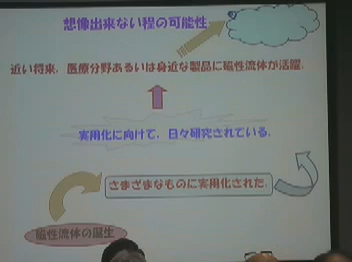 想像出来ない程の可能性
近い将来、医療分野あるいは身近な製品に磁性流体が活躍.
実用化に向けて、日々研究されている.
さまざまなものに実用化された.
磁性流体の誕生